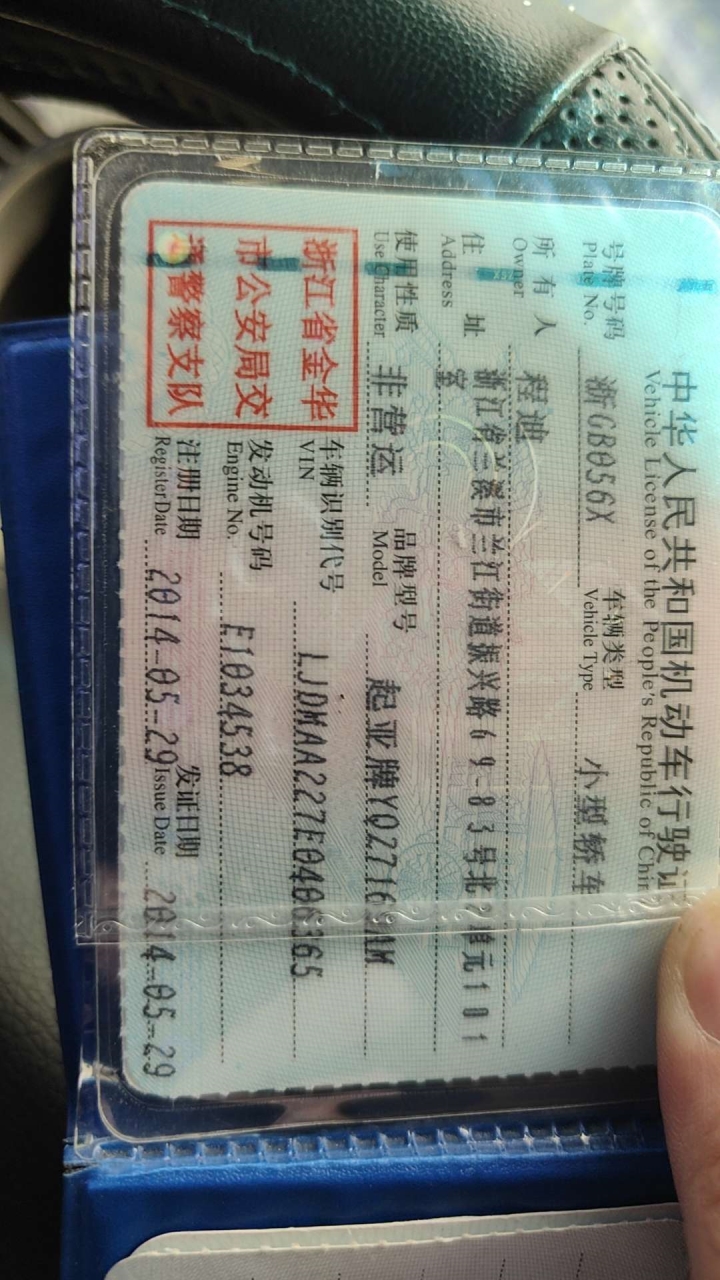 中华人民共和国机动车行驶证
Vehicle License of the People's Republic of Chin
号牌号码 浙GB056X 车辆类型 小型轿车
Plate No. Vehicle Type
所有人 程迪
Owner
住址 浙江省兰溪市兰江街道振兴路69-83号北2单元101
Address 室
使用性质 非营运 品牌型号 起亚牌YQZ7163AM
Use Character Model
浙江省金华
市公安局交
通警察支队
车辆识别代号 LJDMAA227E0406365
VIN
发动机号码 E1034538
Engine No.
注册日期 2014-05-29 发证日期 2014-05-29
Register Date Issue Date